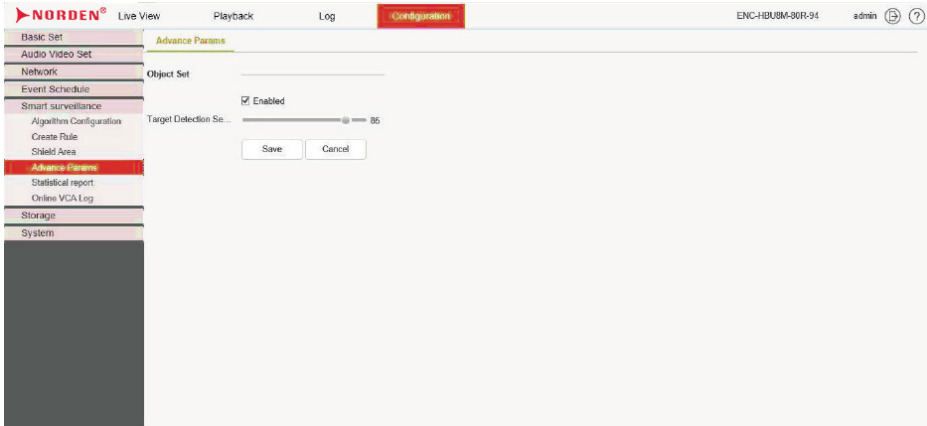 NORDEN® Live View Playback Log Configuration ENC-HBU8M-80R-94 admin ?
Basic Set
Advance Params
Audio Video Set
Network
Object Set
Event Schedule
Enabled
Smart surveillance
Algorithm Configuration
Target Detection Se... 85
Create Rule
Shield Area
Save Cancel
Advance Params
Statistical report
Online VCA Log
Storage
System